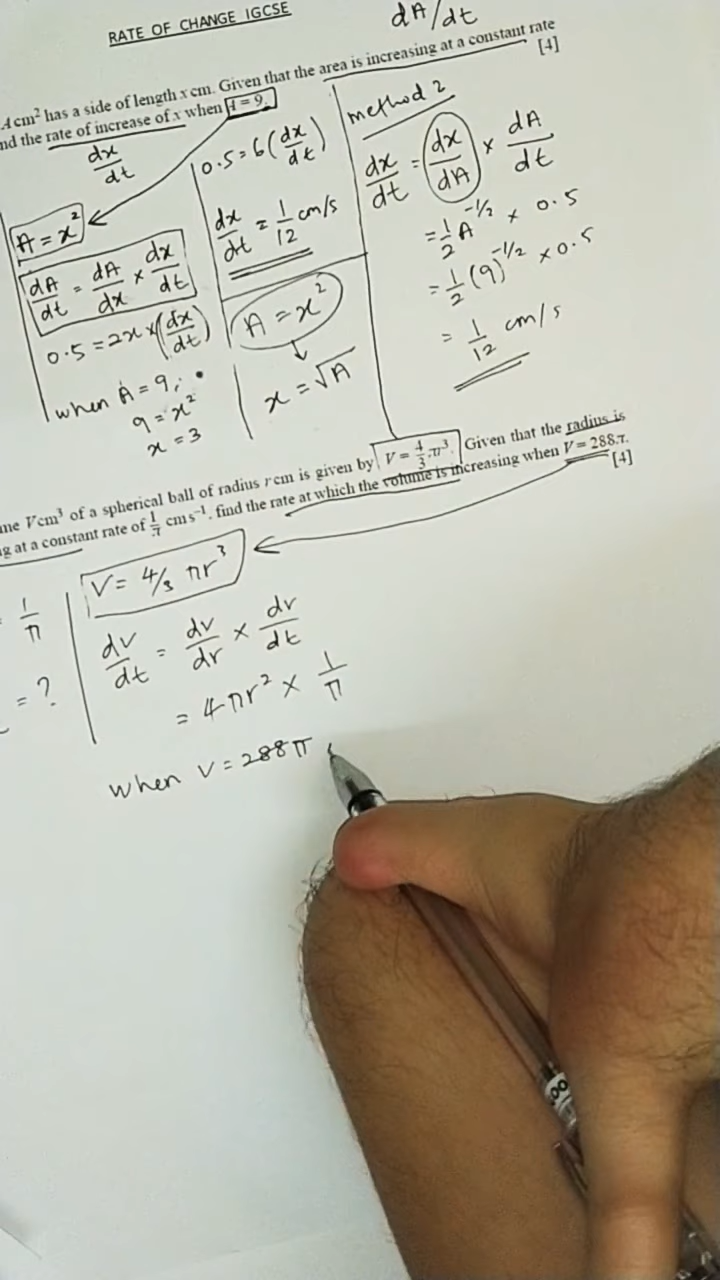 RATE OF CHANGE IGCSE
dA/dt
A cm² has a side of length x cm. Given that the area is increasing at a constant rate
nd the rate of increase of x when A = 9.
[4]
dx/dt
A = x²
dA/dt = dA/dx × dx/dt
0.5 = 2x × (dx/dt)
when A = 9,
9 = x²
x = 3
0.5 = 6 (dx/dt)
dx/dt = 1/12 cm/s
A = x²
x = √A
method 2
dx/dt = dx/dA × dA/dt
= 1/2 A^-1/2 × 0.5
= 1/2 (9)^-1/2 × 0.5
= 1/12 cm/s
me V cm³ of a spherical ball of radius r cm is given by V = 4/3 πr³. Given that the radius is
g at a constant rate of 1/π cm s⁻¹, find the rate at which the volume is increasing when V = 288π.
[4]
1/π
= ?
V = 4/3 πr³
dv/dt = dv/dr × dr/dt
= 4πr² × 1/π
when V = 288π